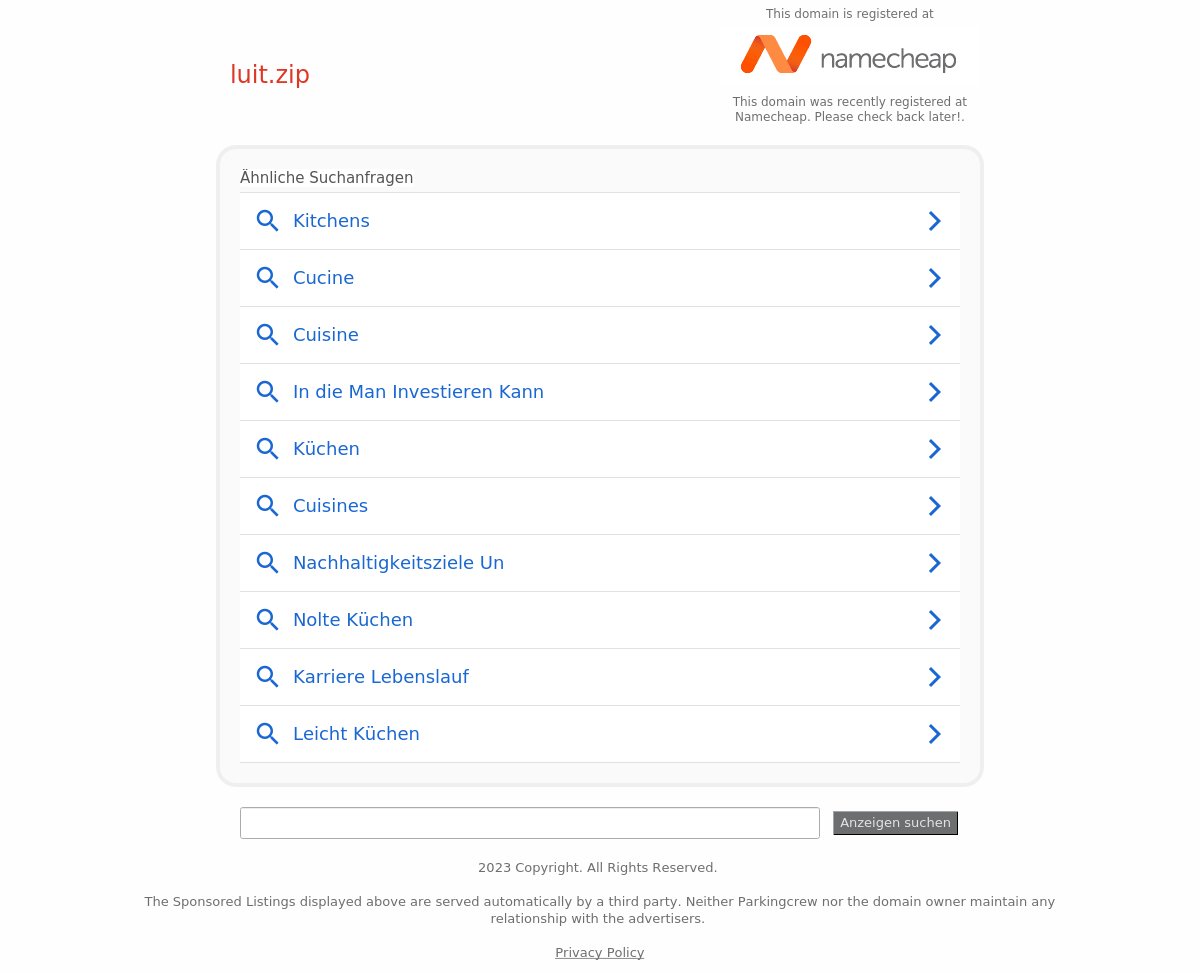 This domain is registered at
namecheap
luit.zip
This domain was recently registered at
Namecheap. Please check back later!.
Ähnliche Suchanfragen
Kitchens
Cucine
Cuisine
In die Man Investieren Kann
Küchen
Cuisines
Nachhaltigkeitsziele Un
Nolte Küchen
Karriere Lebenslauf
Leicht Küchen
Anzeigen suchen
2023 Copyright. All Rights Reserved.
The Sponsored Listings displayed above are served automatically by a third party. Neither Parkingcrew nor the domain owner maintain any
relationship with the advertisers.
Privacy Policy